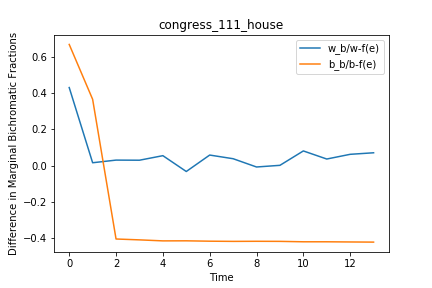 congress_111_house
w_b/w-f(e)
b_b/b-f(e)
Difference in Marginal Bichromatic Fractions
0.6
0.4
0.2
0.0
−0.2
−0.4
0 2 4 6 8 10 12
Time